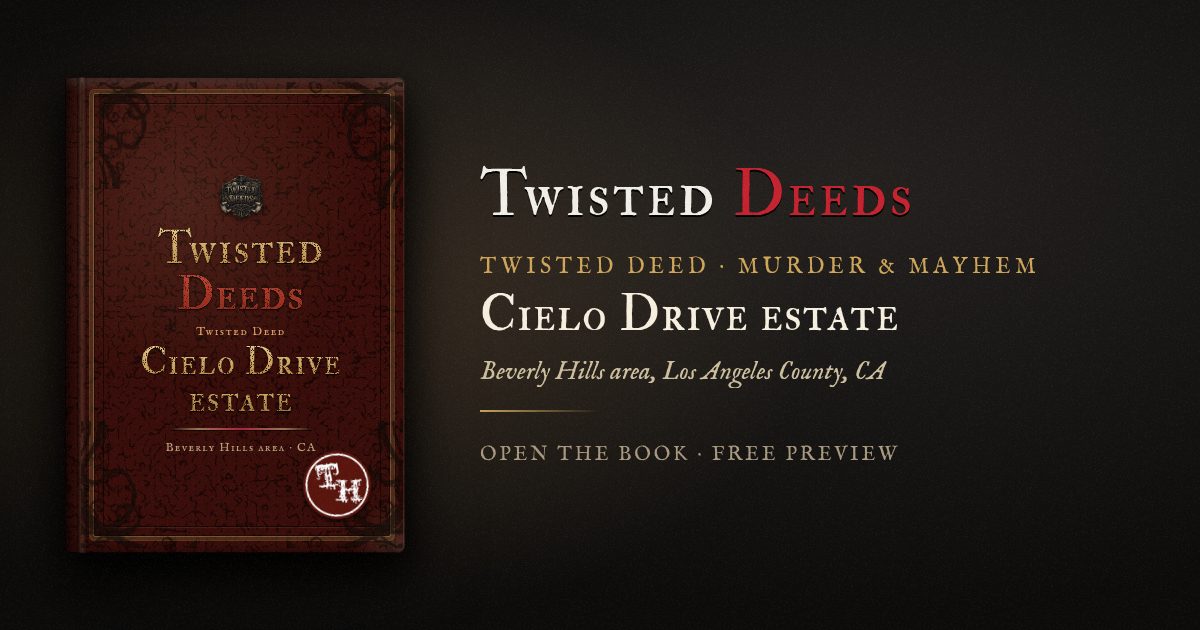 Twisted
Deeds
Twisted Deed
Cielo Drive
estate
Beverly Hills area · CA
TH
Twisted Deeds
TWISTED DEED · MURDER & MAYHEM
Cielo Drive estate
Beverly Hills area, Los Angeles County, CA
OPEN THE BOOK · FREE PREVIEW